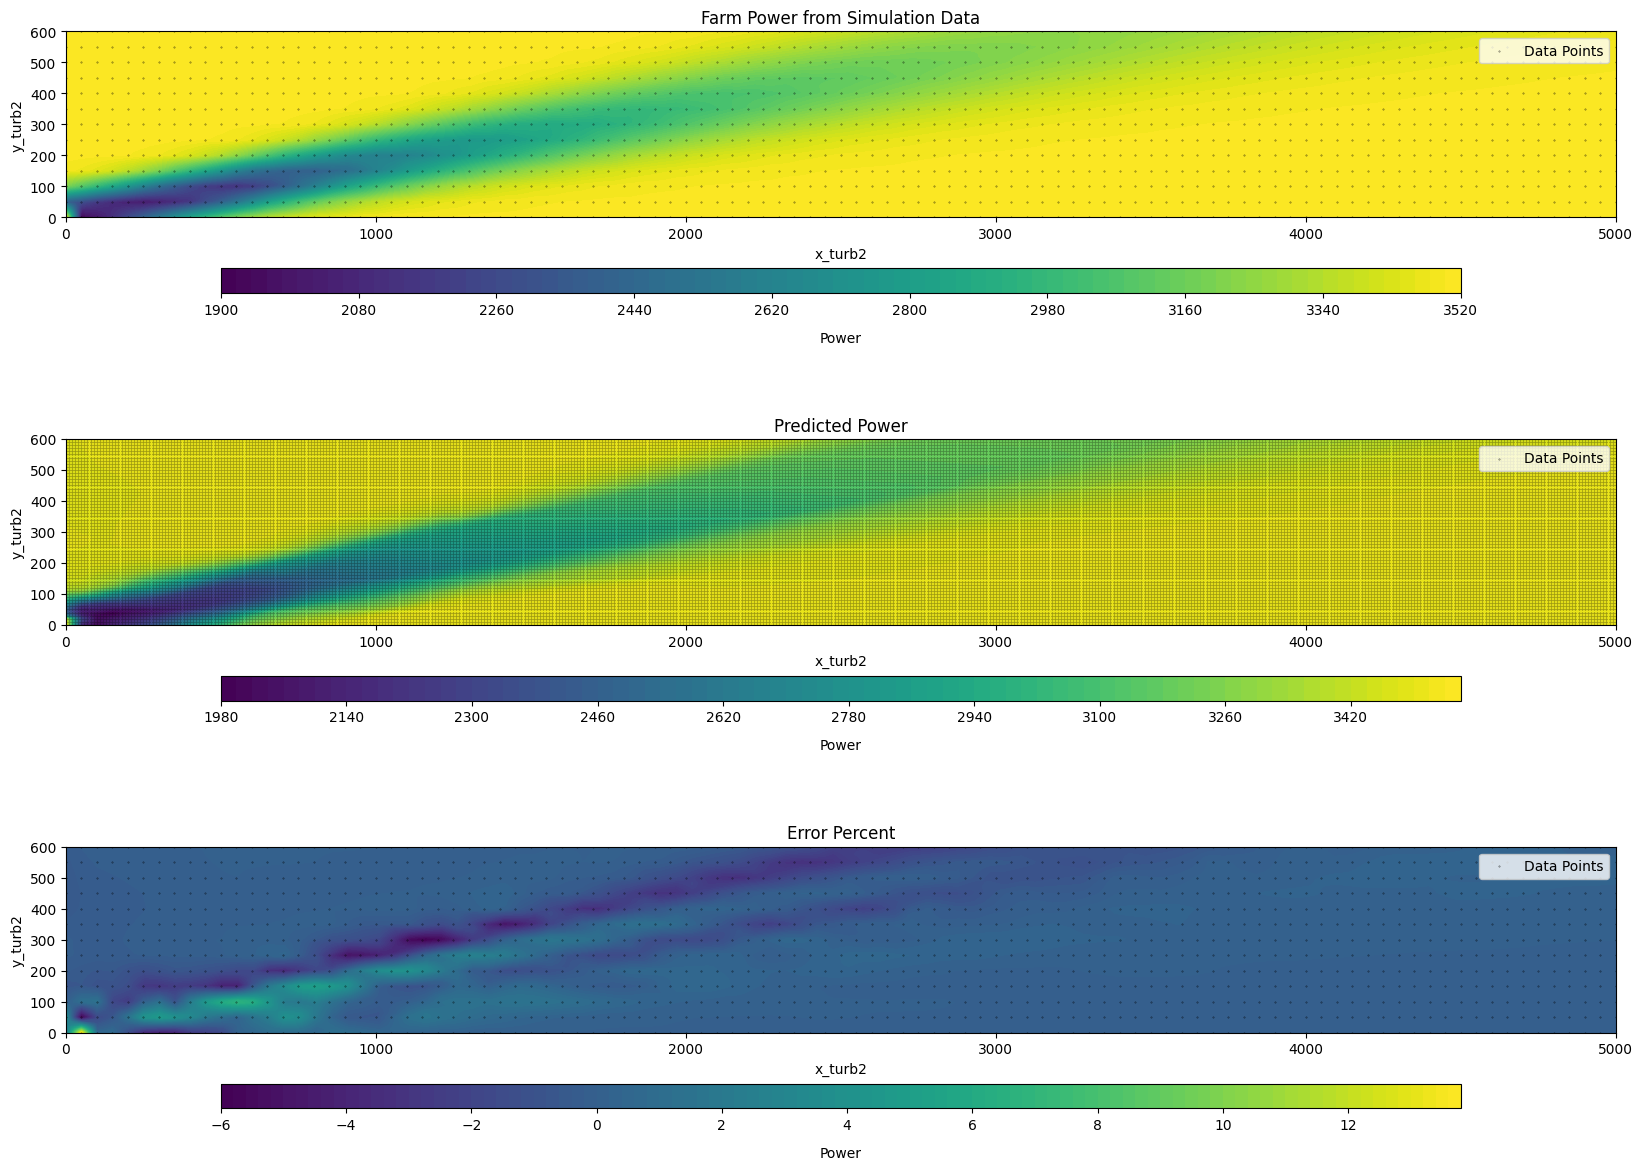 Farm Power from Simulation Data
600
500
400
300
200
100
0
y_turb2
Data Points
0 1000 2000 3000 4000 5000
x_turb2
1900 2080 2260 2440 2620 2800 2980 3160 3340 3520
Power
Predicted Power
600
500
400
300
200
100
0
y_turb2
Data Points
0 1000 2000 3000 4000 5000
x_turb2
1980 2140 2300 2460 2620 2780 2940 3100 3260 3420
Power
Error Percent
600
500
400
300
200
100
0
y_turb2
Data Points
0 1000 2000 3000 4000 5000
x_turb2
−6 −4 −2 0 2 4 6 8 10 12
Power